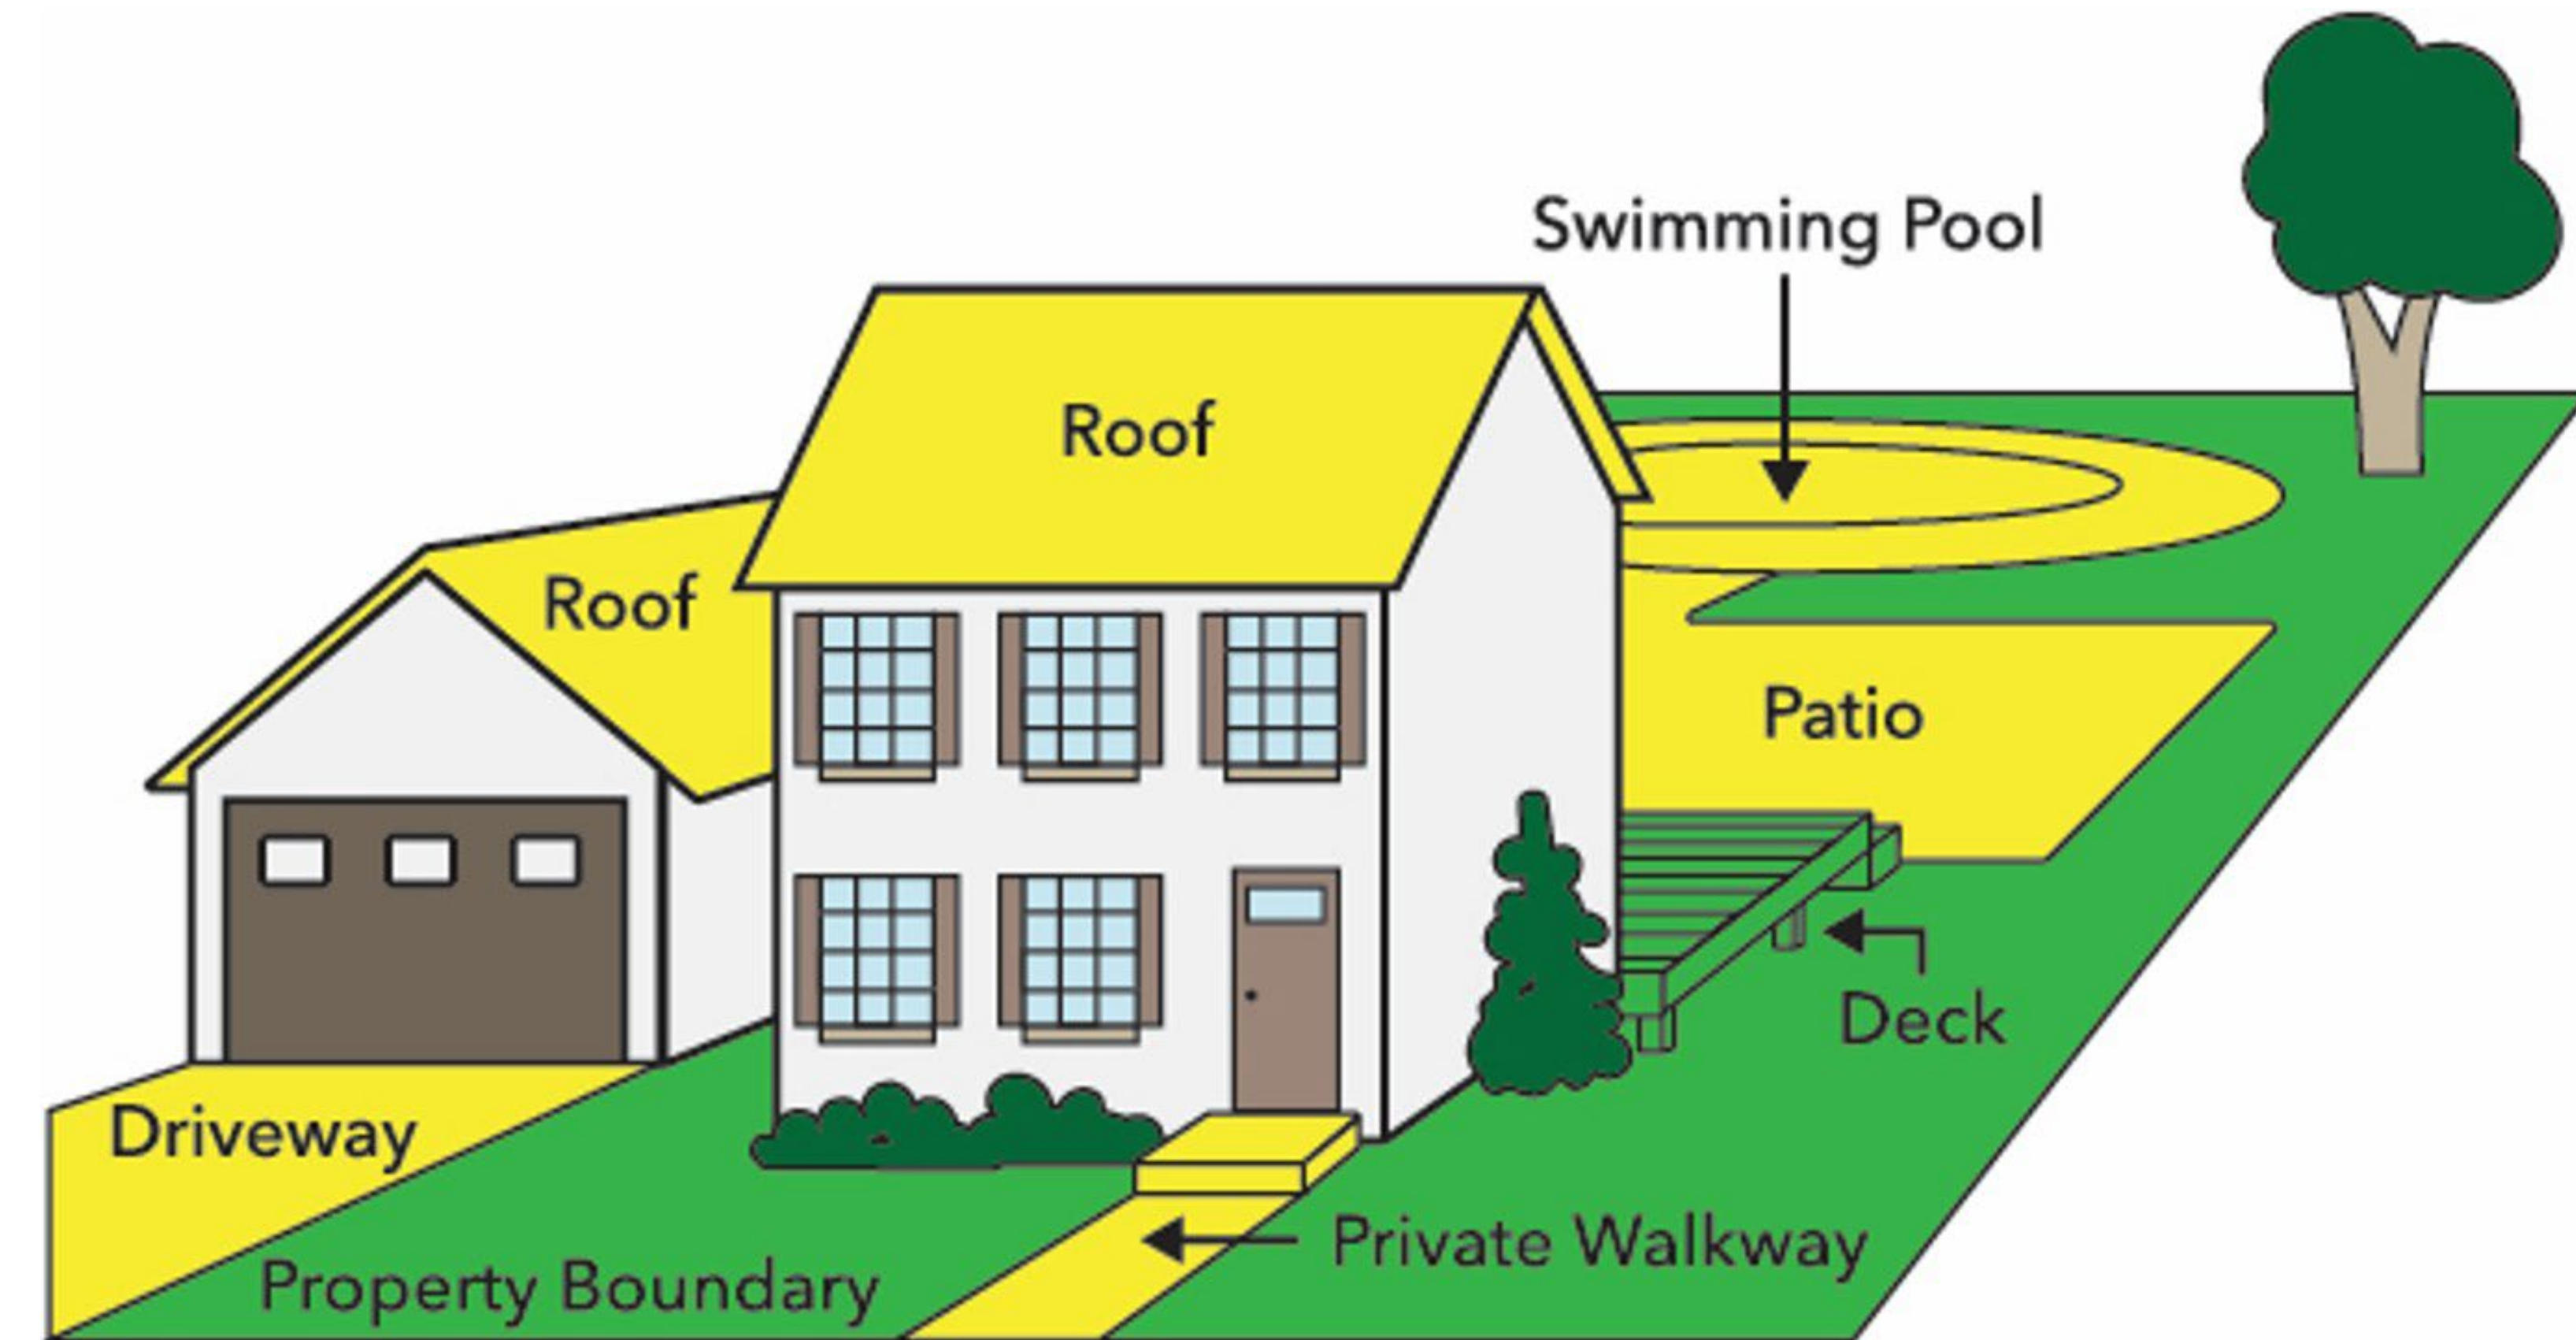 Swimming Pool
Roof
Roof
Patio
Deck
Driveway
Private Walkway
Property Boundary